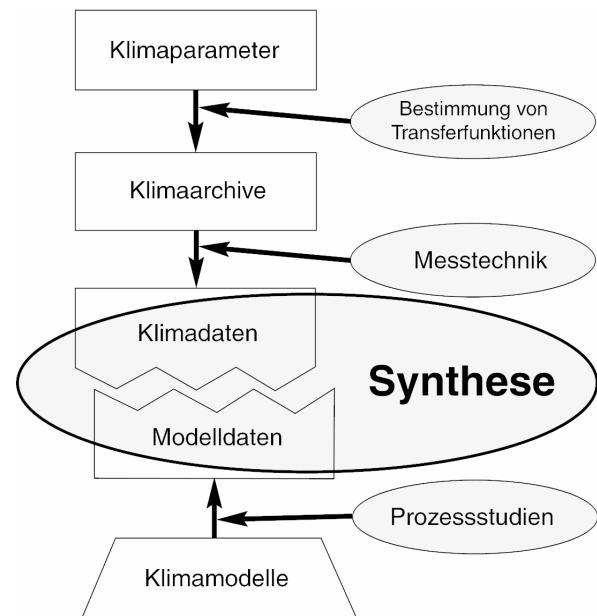 Klimaparameter
Bestimmung von
Transferfunktionen
Klimaarchive
Messtechnik
Klimadaten
Synthese
Modelldaten
Prozessstudien
Klimamodelle